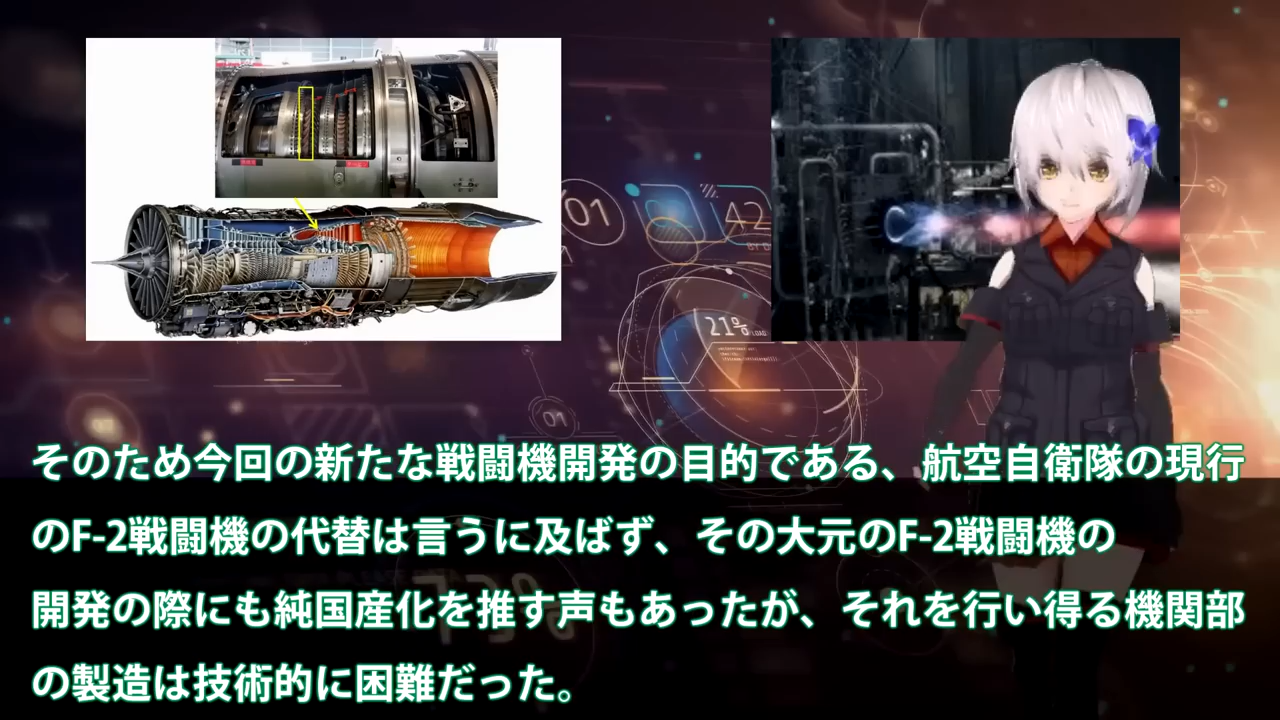 01
A2
21%
01
そのため今回の新たな戦闘機開発の目的である、航空自衛隊の現行
のF-2戦闘機の代替は言うに及ばず、その大元のF-2戦闘機の
開発の際にも純国産化を推す声もあったが、それを行い得る機関部
の製造は技術的に困難だった。